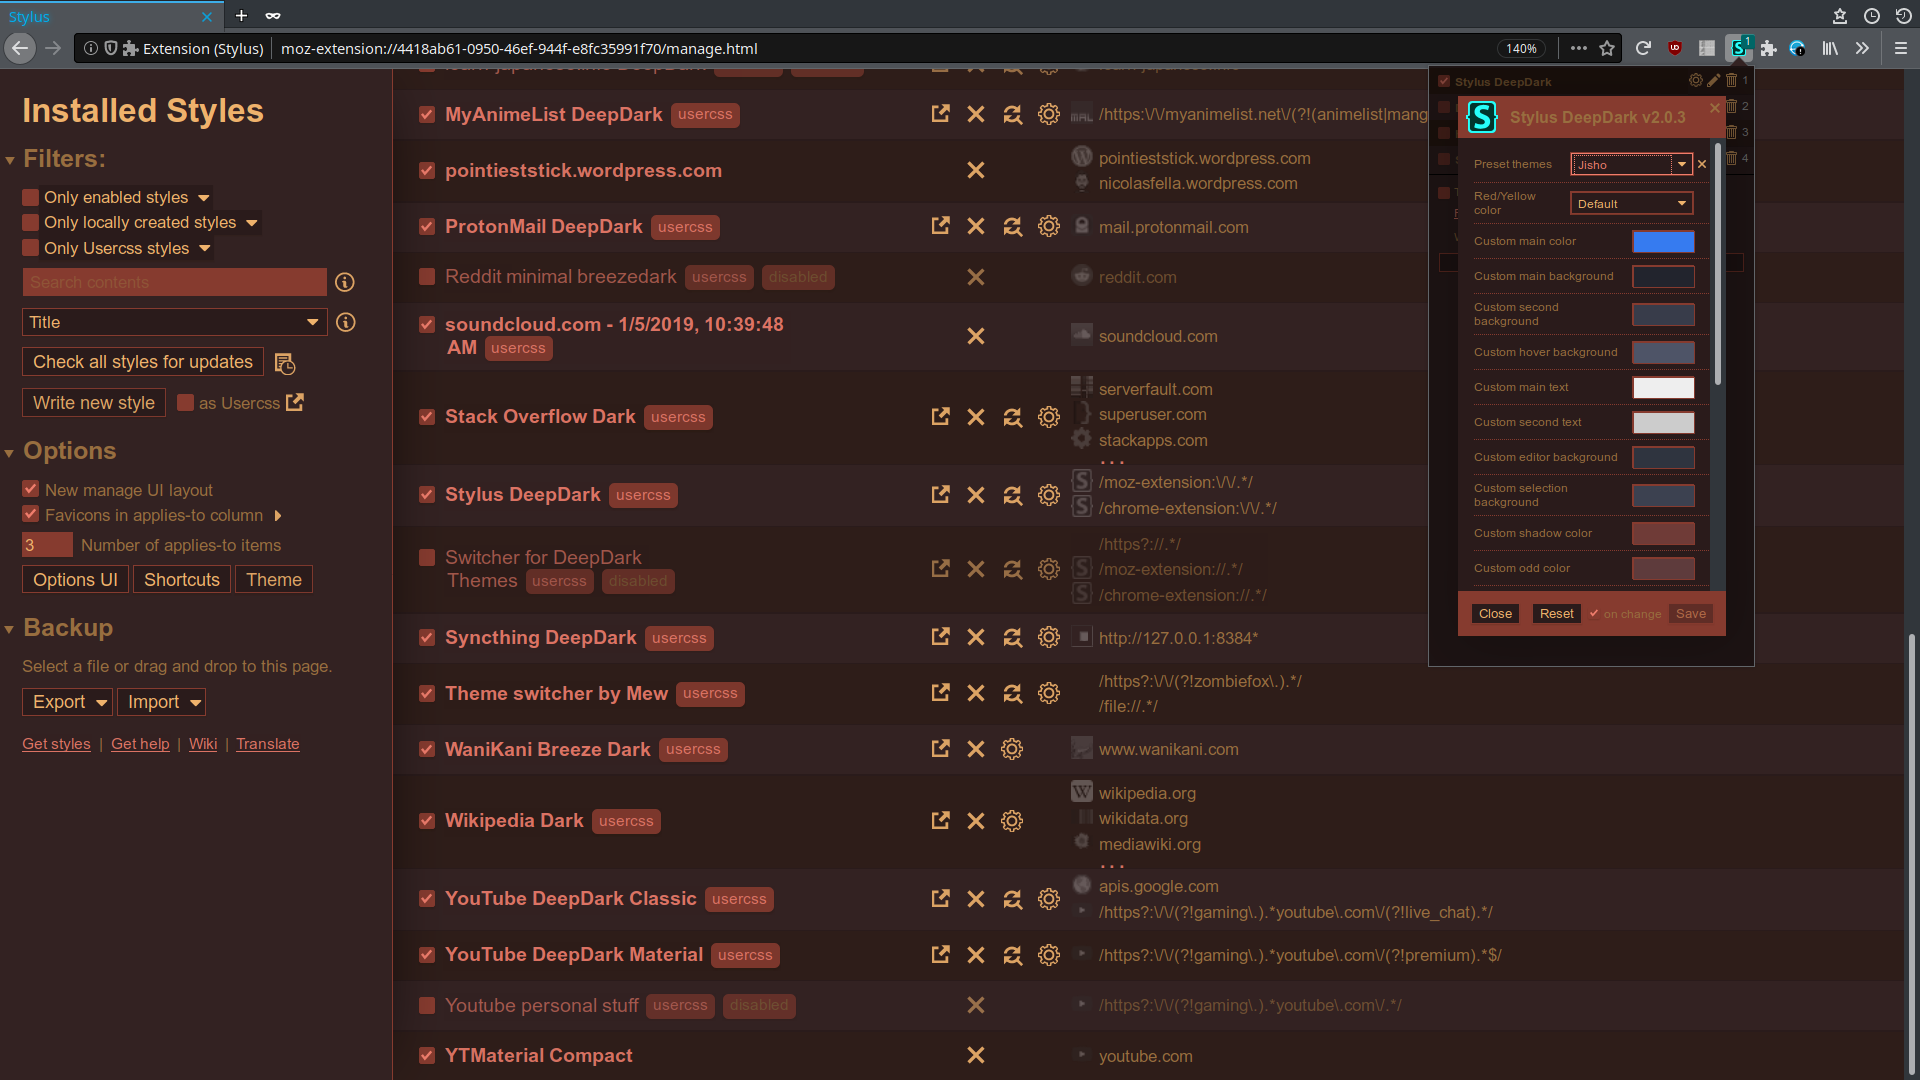 Stylus
Extension (Stylus)
moz-extension://4418ab61-0950-46ef-944f-e8fc35991f70/manage.html
140%
1
Installed Styles
Filters:
Only enabled styles
Only locally created styles
Only Usercss styles
Search contents
Title
Check all styles for updates
Write new style
as Usercss
Options
New manage UI layout
Favicons in applies-to column
3 Number of applies-to items
Options UI Shortcuts Theme
Backup
Select a file or drag and drop to this page.
Export Import
Get styles | Get help | Wiki | Translate
MyAnimeList DeepDark usercss
/https:\/\/myanimelist.net\/(?!(animelist|mang
pointieststick.wordpress.com
pointieststick.wordpress.com
nicolasfella.wordpress.com
ProtonMail DeepDark usercss
mail.protonmail.com
Reddit minimal breezedark usercss disabled
reddit.com
soundcloud.com - 1/5/2019, 10:39:48
AM usercss
soundcloud.com
Stack Overflow Dark usercss
serverfault.com
superuser.com
stackapps.com
...
Stylus DeepDark usercss
/moz-extension:\/\/.*/
/chrome-extension:\/\/.*/
Switcher for DeepDark
Themes usercss disabled
/https?://.*/
/moz-extension://.*/
/chrome-extension://.*/
Syncthing DeepDark usercss
http://127.0.0.1:8384*
Theme switcher by Mew usercss
/https?:\/\/(?!zombiefox\.).*/
/file://.*/
WaniKani Breeze Dark usercss
www.wanikani.com
Wikipedia Dark usercss
wikipedia.org
wikidata.org
mediawiki.org
...
YouTube DeepDark Classic usercss
apis.google.com
/https?:\/\/(?!gaming\.).*youtube\.com\/(?!live_chat).*/
YouTube DeepDark Material usercss
/https?:\/\/(?!gaming\.).*youtube\.com\/(?!premium).*$/
Youtube personal stuff usercss disabled
/https?:\/\/(?!gaming\.).*youtube\.com\/.*/
YTMaterial Compact
youtube.com
Stylus DeepDark
1
2
3
4
Stylus DeepDark v2.0.3
Preset themes Jisho
Red/Yellow
color
Default
Custom main color
Custom main background
Custom second
background
Custom hover background
Custom main text
Custom second text
Custom editor background
Custom selection
background
Custom shadow color
Custom odd color
Close Reset on change Save